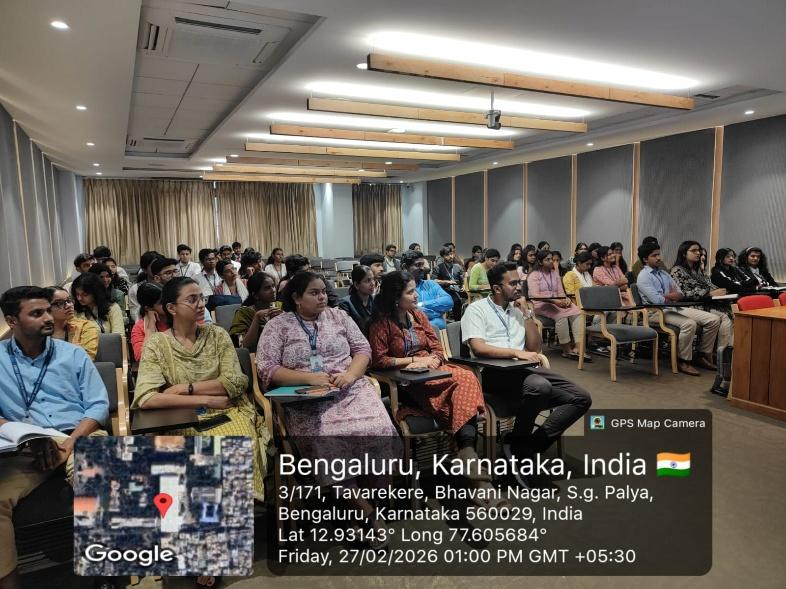 GPS Map Camera
Bengaluru, Karnataka, India 🇮🇳
3/171, Tavarekere, Bhavani Nagar, S.g. Palya,
Bengaluru, Karnataka 560029, India
Lat 12.93143° Long 77.605684°
Friday, 27/02/2026 01:00 PM GMT +05:30
Google